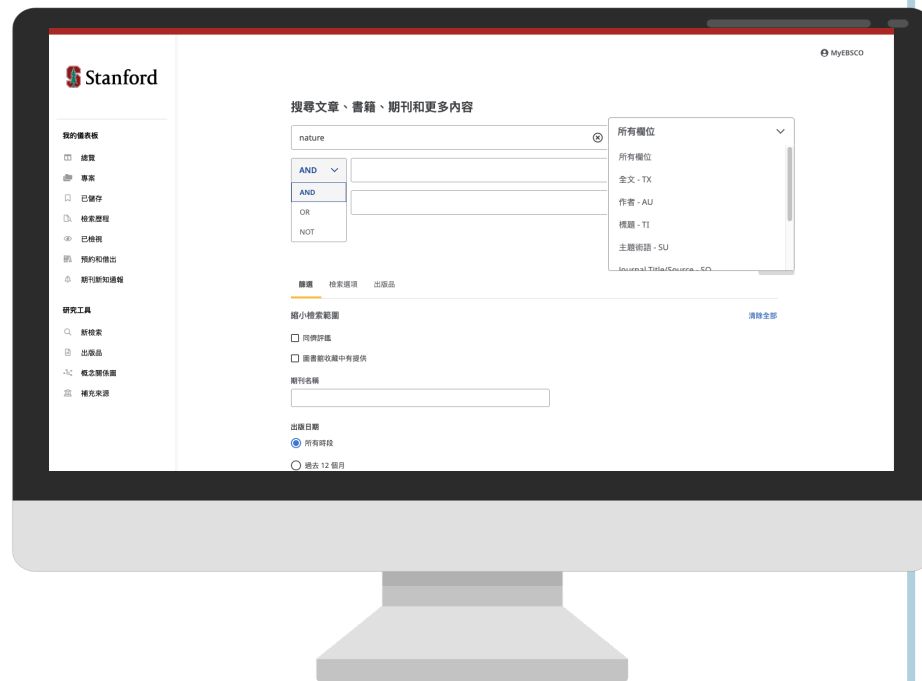 MyEBSCO
Stanford
我的儀表板
總覽
專案
已儲存
檢索歷程
已檢視
預約和借出
期刊新知通報
研究工具
新檢索
出版品
概念關係圖
補充來源
搜尋文章、書籍、期刊和更多內容
nature
所有欄位
所有欄位
全文 - TX
作者 - AU
標題 - TI
主題術語 - SU
Journal Title/Source - SO
AND
AND
OR
NOT
篩選 檢索選項 出版品
縮小檢索範圍 清除全部
同儕評鑑
圖書館收藏中有提供
期刊名稱
出版日期
所有時段
過去 12 個月